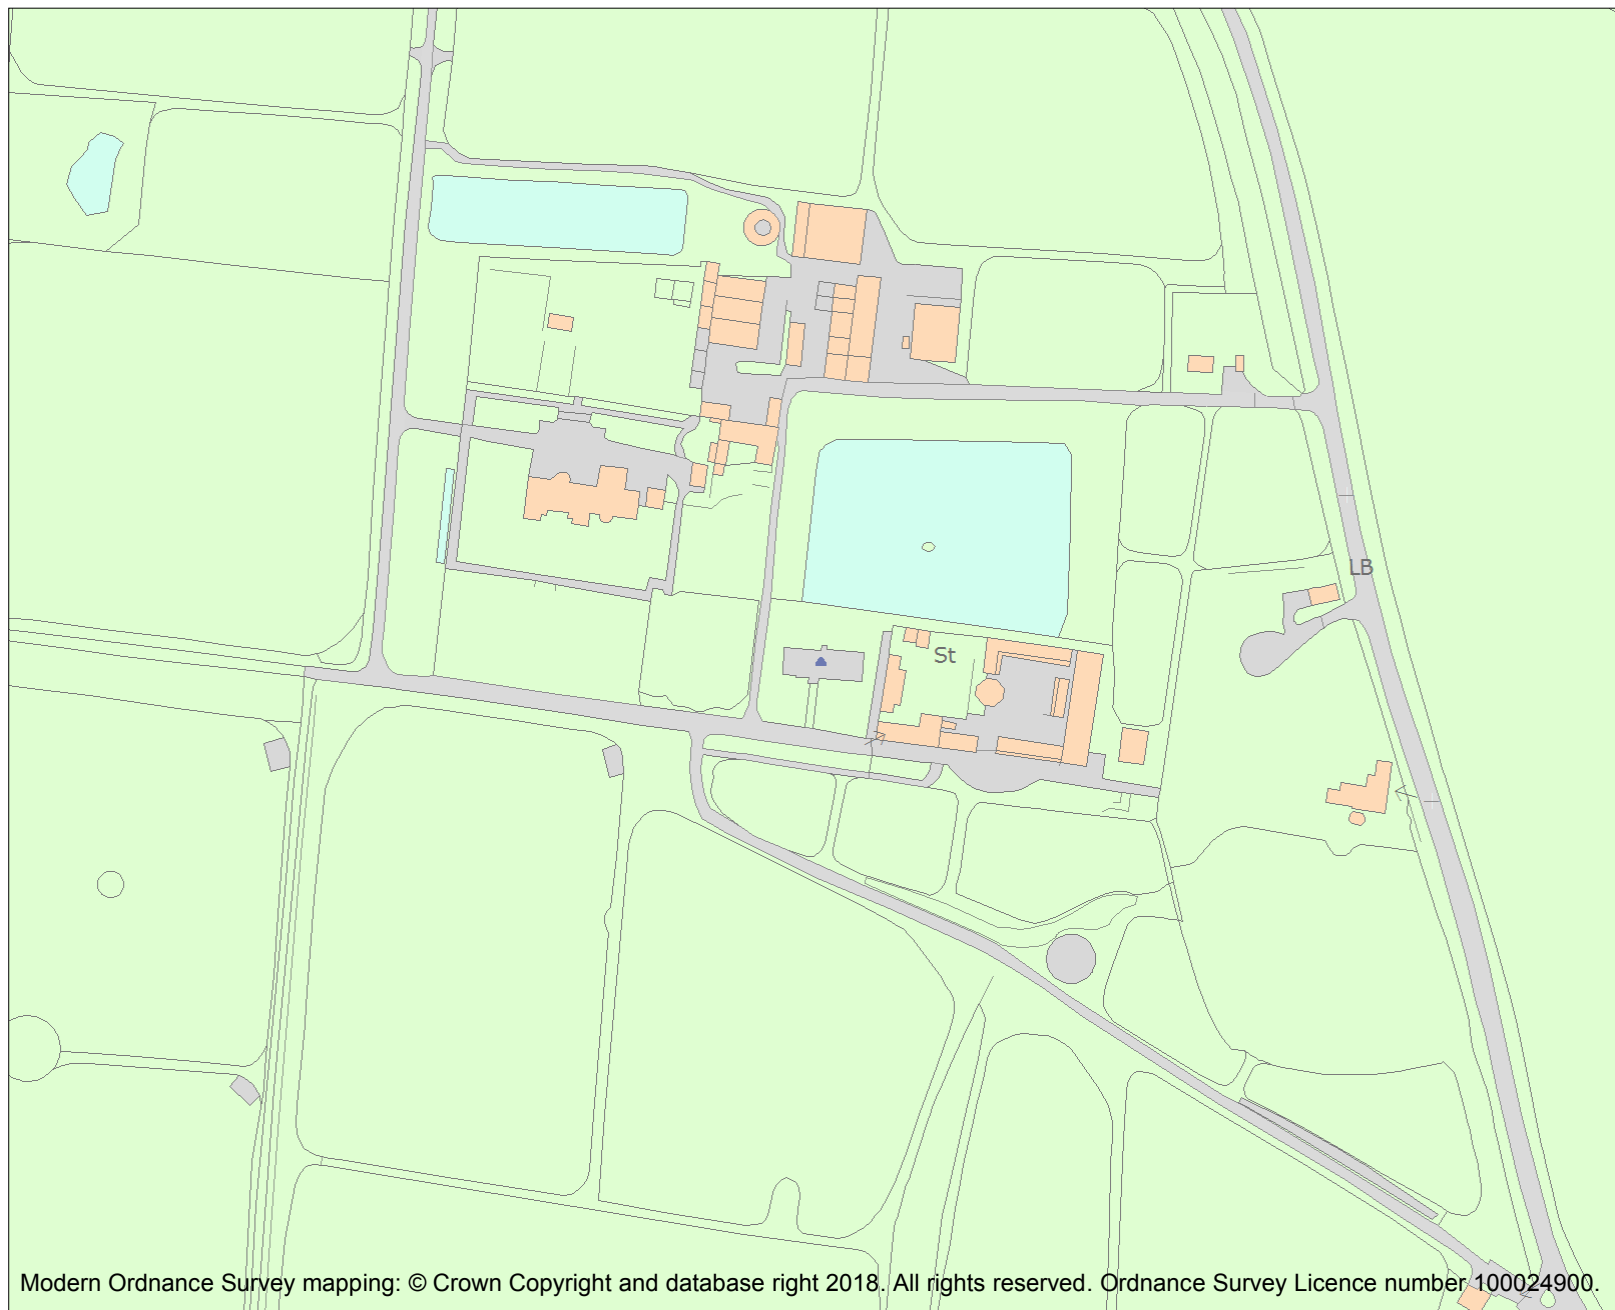 LB
St
Modern Ordnance Survey mapping: © Crown Copyright and database right 2018. All rights reserved. Ordnance Survey Licence number 100024900.